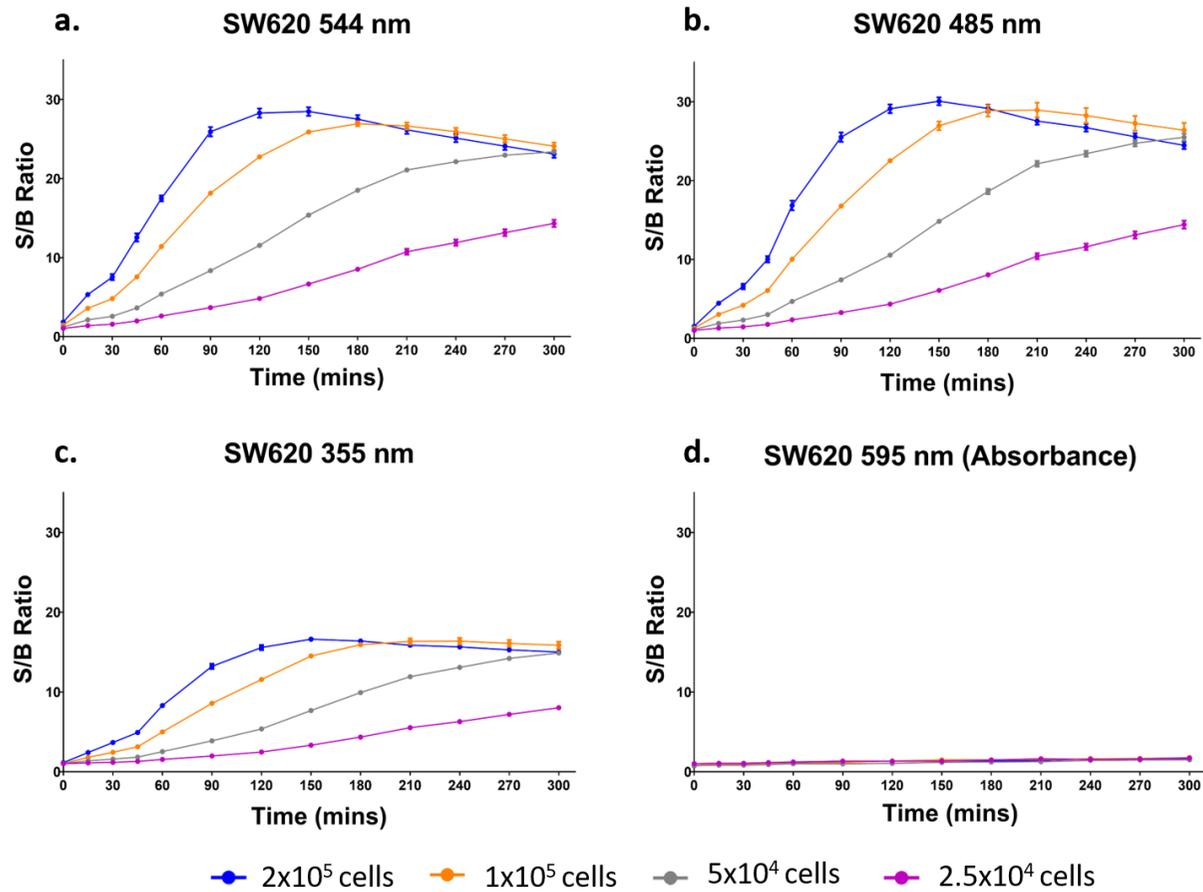 a. SW620 544 nm
S/B Ratio
30
20
10
0
0 30 60 90 120 150 180 210 240 270 300
Time (mins)
b. SW620 485 nm
S/B Ratio
30
20
10
0
0 30 60 90 120 150 180 210 240 270 300
Time (mins)
c. SW620 355 nm
S/B Ratio
30
20
10
0
0 30 60 90 120 150 180 210 240 270 300
Time (mins)
d. SW620 595 nm (Absorbance)
S/B Ratio
30
20
10
0
0 30 60 90 120 150 180 210 240 270 300
Time (mins)
2x10⁵ cells 1x10⁵ cells 5x10⁴ cells 2.5x10⁴ cells